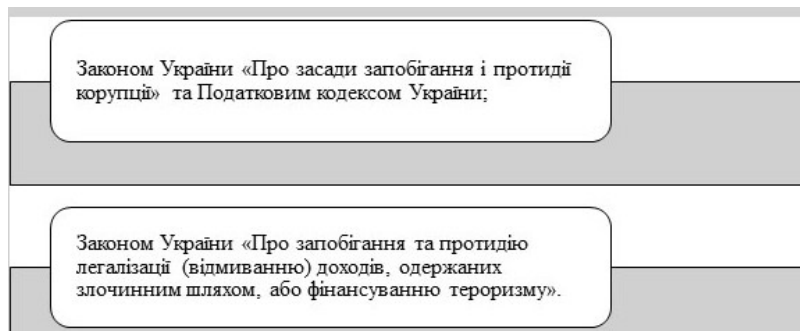 Законом України «Про засади запобігання і протидії
корупції» та Податковим кодексом України;
Законом України «Про запобігання та протидію
легалізації (відмиванню) доходів, одержаних
злочинним шляхом, або фінансуванню тероризму».